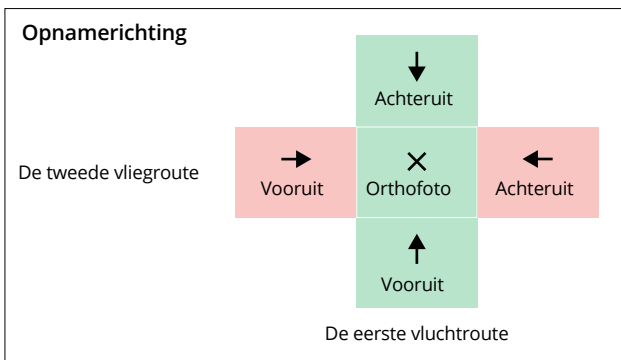 Opnamerichting
Achteruit
De tweede vliegroute
Vooruit
Orthofoto
Achteruit
Vooruit
De eerste vluchtroute